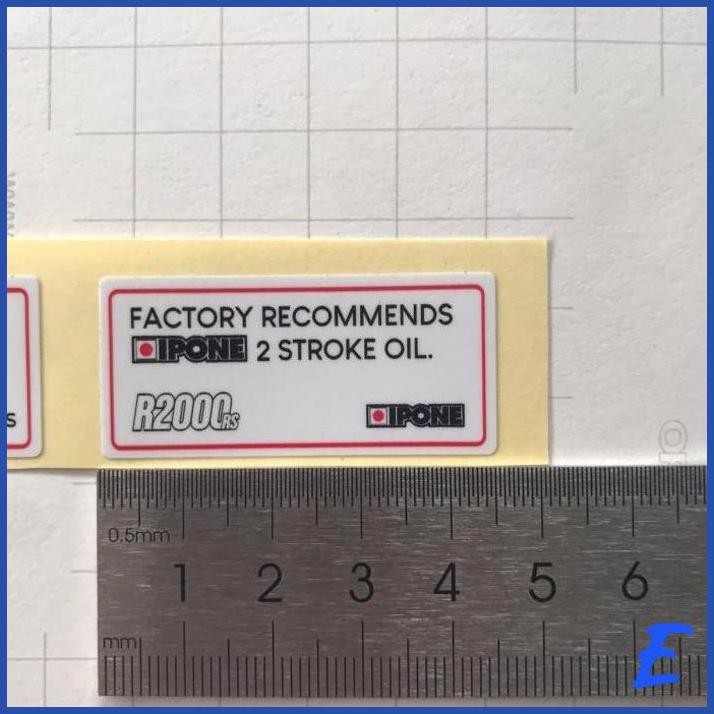 FACTORY RECOMMENDS
IPONE 2 STROKE OIL.
R2000RS
IPONE
S
0.5mm
1 2 3 4 5 6
mm
E